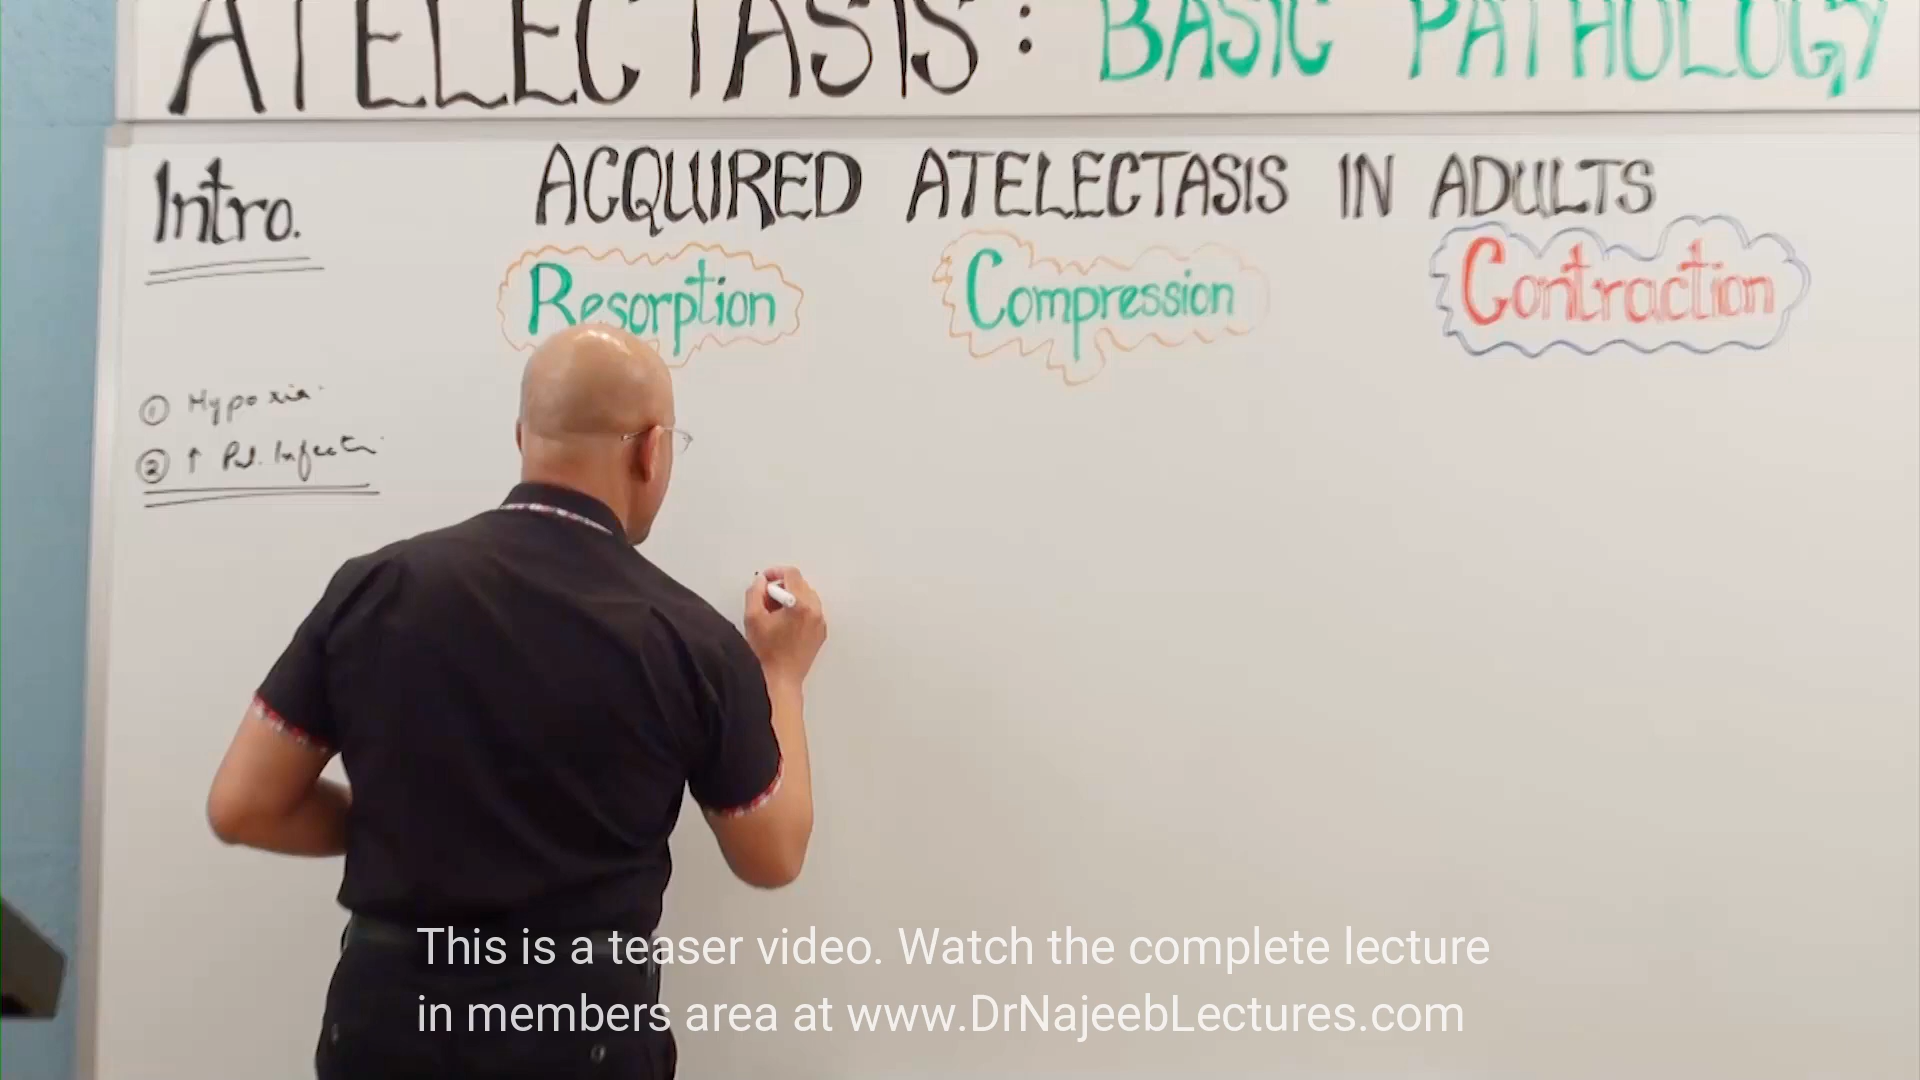 ATELECTASIS: BASIC PATHOLOGY
Intro.
ACQUIRED ATELECTASIS IN ADULTS
Resorption
Compression
Contraction
① Hypoxia
② ↑ Pul. Infectn
This is a teaser video. Watch the complete lecture
in members area at www.DrNajeebLectures.com